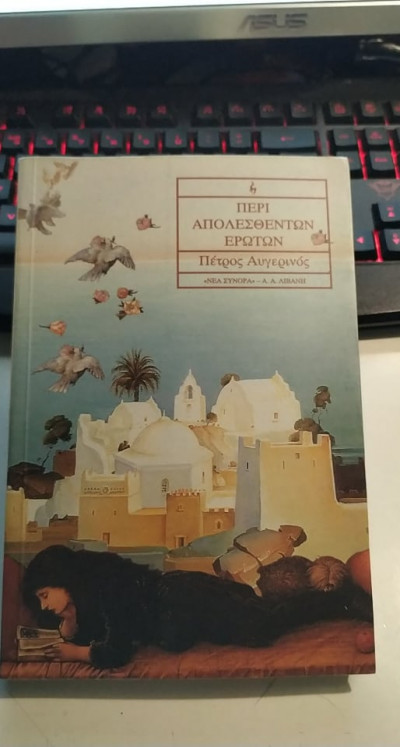 ASUS
ΠΕΡΙ
ΑΠΟΛΕΣΘΕΝΤΩΝ
ΕΡΩΤΩΝ
Πέτρος Αυγερινός
«ΝΕΑ ΣΥΝΟΡΑ» - Α. Α. ΛΙΒΑΝΗ